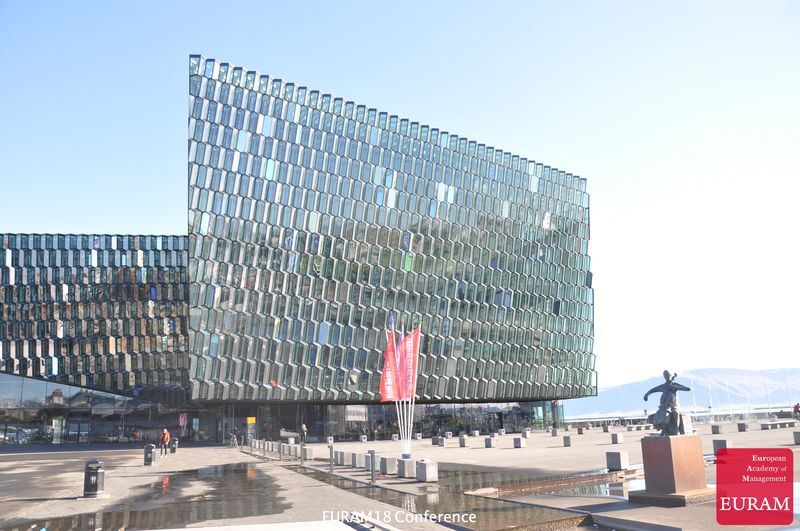 European
Academy of
Management
EURAM
EURAM18 Conference